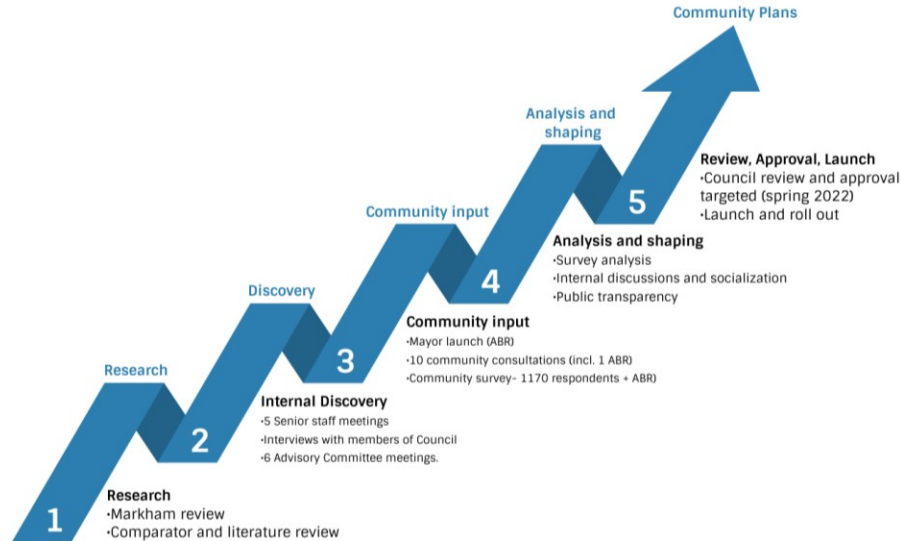 Community Plans
Analysis and
shaping
Review, Approval, Launch
·Council review and approval
targeted (spring 2022)
·Launch and roll out
5
Community input
Analysis and shaping
·Survey analysis
·Internal discussions and socialization
·Public transparency
4
Discovery
Community input
·Mayor launch (ABR)
·10 community consultations (incl. 1 ABR)
·Community survey- 1170 respondents + ABR)
3
Research
Internal Discovery
·5 Senior staff meetings
·Interviews with members of Council
·6 Advisory Committee meetings.
2
Research
·Markham review
·Comparator and literature review
1